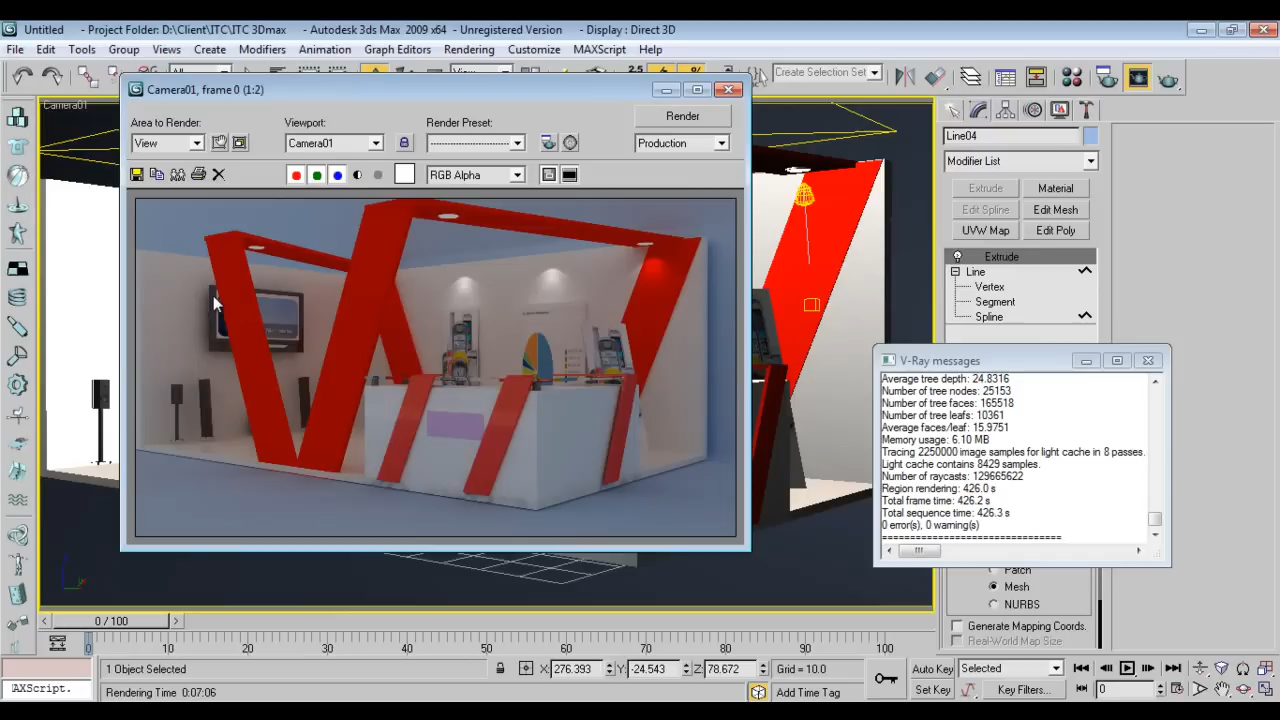 Untitled - Project Folder: D:\Client\ITC\ITC 3Dmax - Autodesk 3ds Max 2009 x64 - Unregistered Version - Display : Direct 3D
File Edit Tools Group Views Create Modifiers Animation Graph Editors Rendering Customize MAXScript Help
All View 2.5 % Create Selection Set
Camera01
Camera01, frame 0 (1:2)
Area to Render: Viewport: Render Preset: Render
View Camera01 Production
RGB Alpha
Line04
Modifier List
Extrude Material
Edit Spline Edit Mesh
UVW Map Edit Poly
Extrude
Line
Vertex
Segment
Spline
V-Ray messages
Average tree depth: 24.8316
Number of tree nodes: 25153
Number of tree faces: 165518
Number of tree leafs: 10361
Average faces/leaf: 15.9751
Memory usage: 6.10 MB
Tracing 2250000 image samples for light cache in 8 passes.
Light cache contains 8429 samples.
Number of raycasts: 129665622
Region rendering: 426.0 s
Total frame time: 426.2 s
Total sequence time: 426.3 s
0 error(s), 0 warning(s)
==============================
Patch
Mesh
NURBS
Generate Mapping Coords.
Real-World Map Size
0 / 100
0 10 20 30 40 50 60 70 80 90 100
1 Object Selected X: 276.393 Y: -24.543 Z: 78.672 Grid = 10.0 Auto Key Selected
AXScript. Rendering Time 0:07:06 Add Time Tag Set Key Key Filters... 0